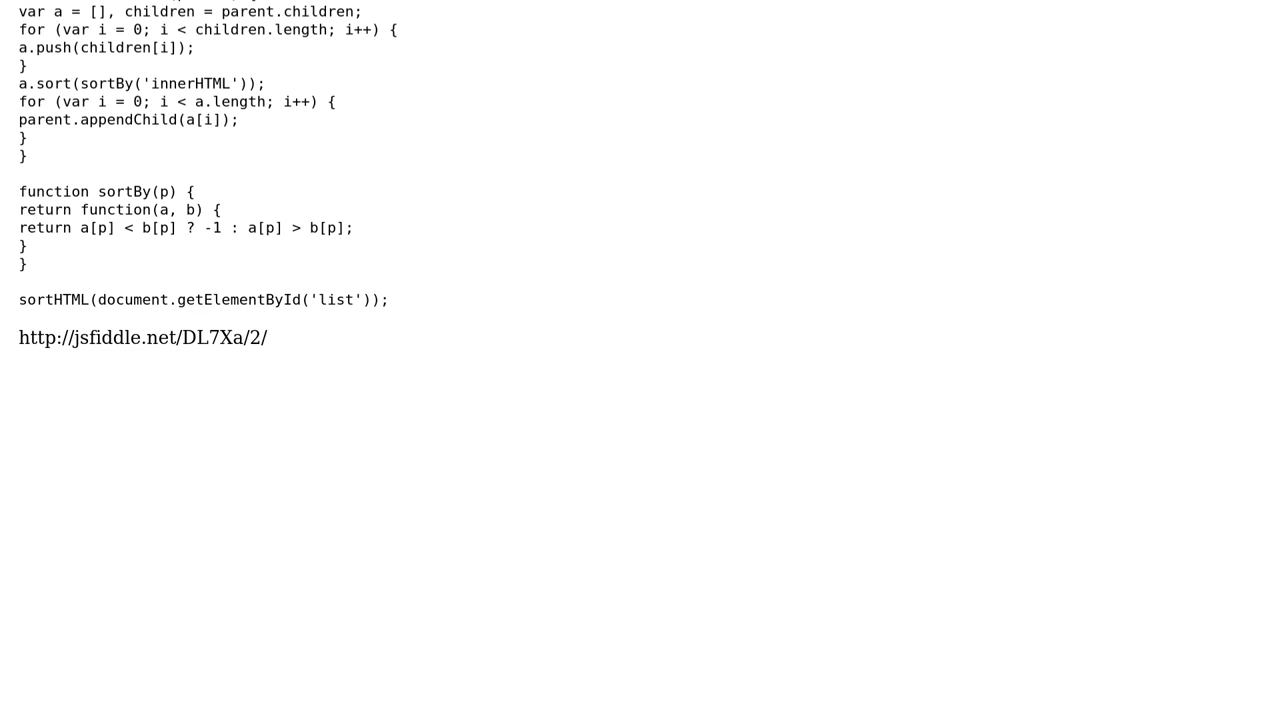 var a = [], children = parent.children;
for (var i = 0; i < children.length; i++) {
a.push(children[i]);
}
a.sort(sortBy('innerHTML'));
for (var i = 0; i < a.length; i++) {
parent.appendChild(a[i]);
}
}

function sortBy(p) {
return function(a, b) {
return a[p] < b[p] ? -1 : a[p] > b[p];
}
}

sortHTML(document.getElementById('list'));

http://jsfiddle.net/DL7Xa/2/